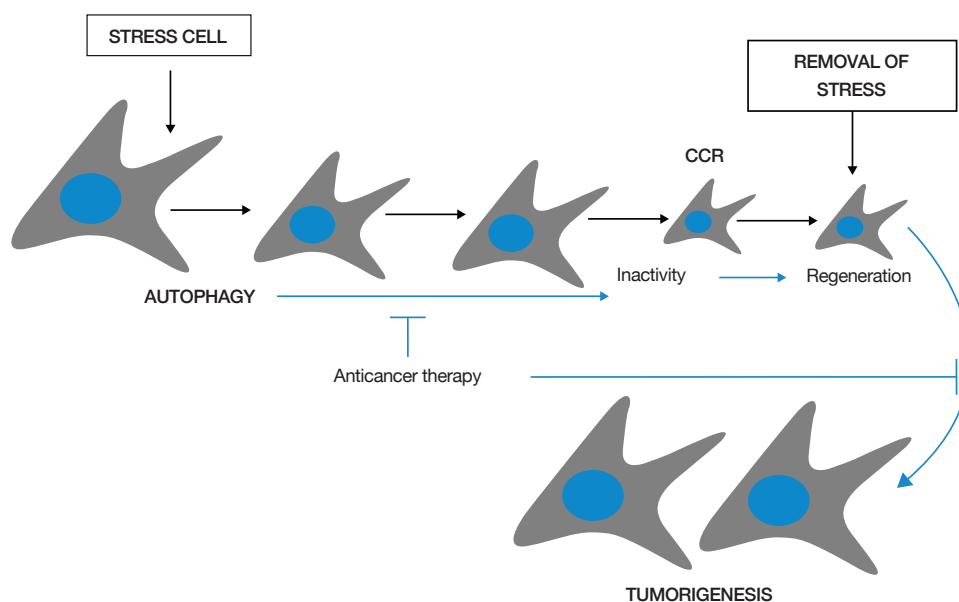 STRESS CELL
REMOVAL OF
STRESS
CCR
Inactivity
Regeneration
AUTOPHAGY
Anticancer therapy
TUMORIGENESIS